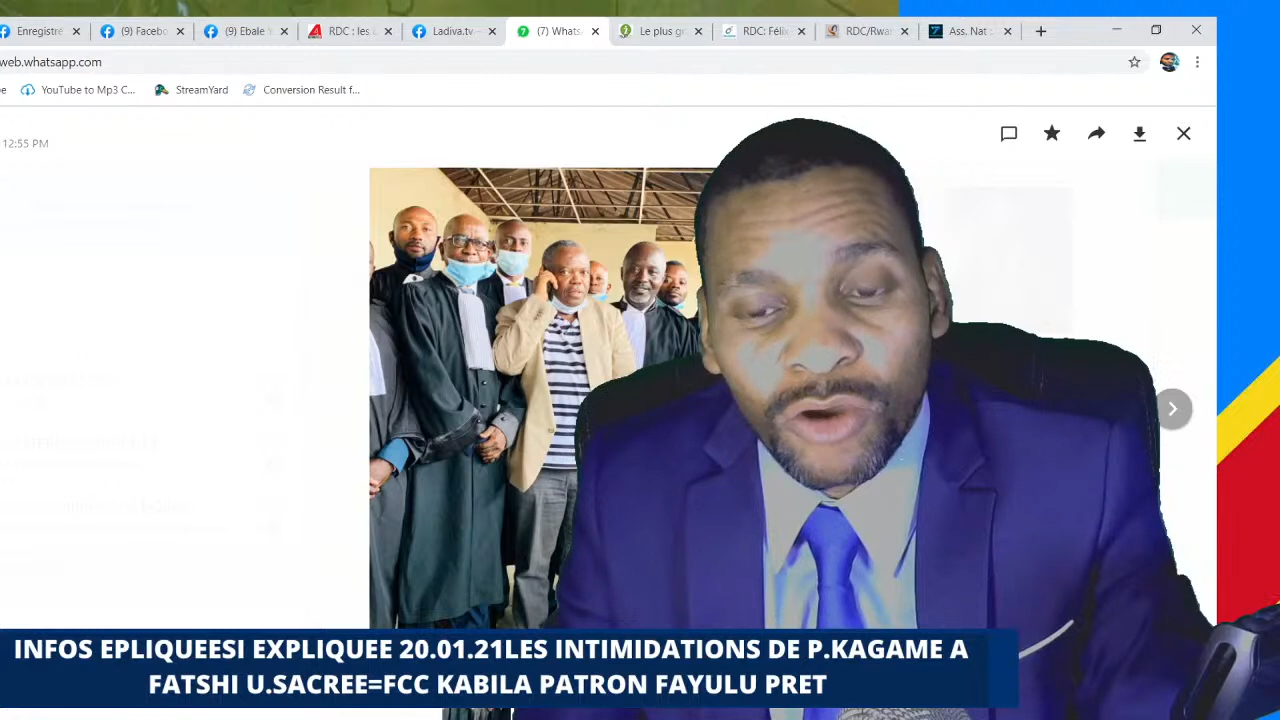 Enregistré
(9) Facebo
(9) Ebale
RDC : les
Ladiva.tv —
(7) Whats
Le plus gr
RDC: Féli
RDC/Rwa
Ass. Nat
web.whatsapp.com
YouTube to Mp3 C...
StreamYard
Conversion Result f...
12:55 PM
INFOS EPLIQUEESI EXPLIQUEE 20.01.21LES INTIMIDATIONS DE P.KAGAME A
FATSHI U.SACREE=FCC KABILA PATRON FAYULU PRET